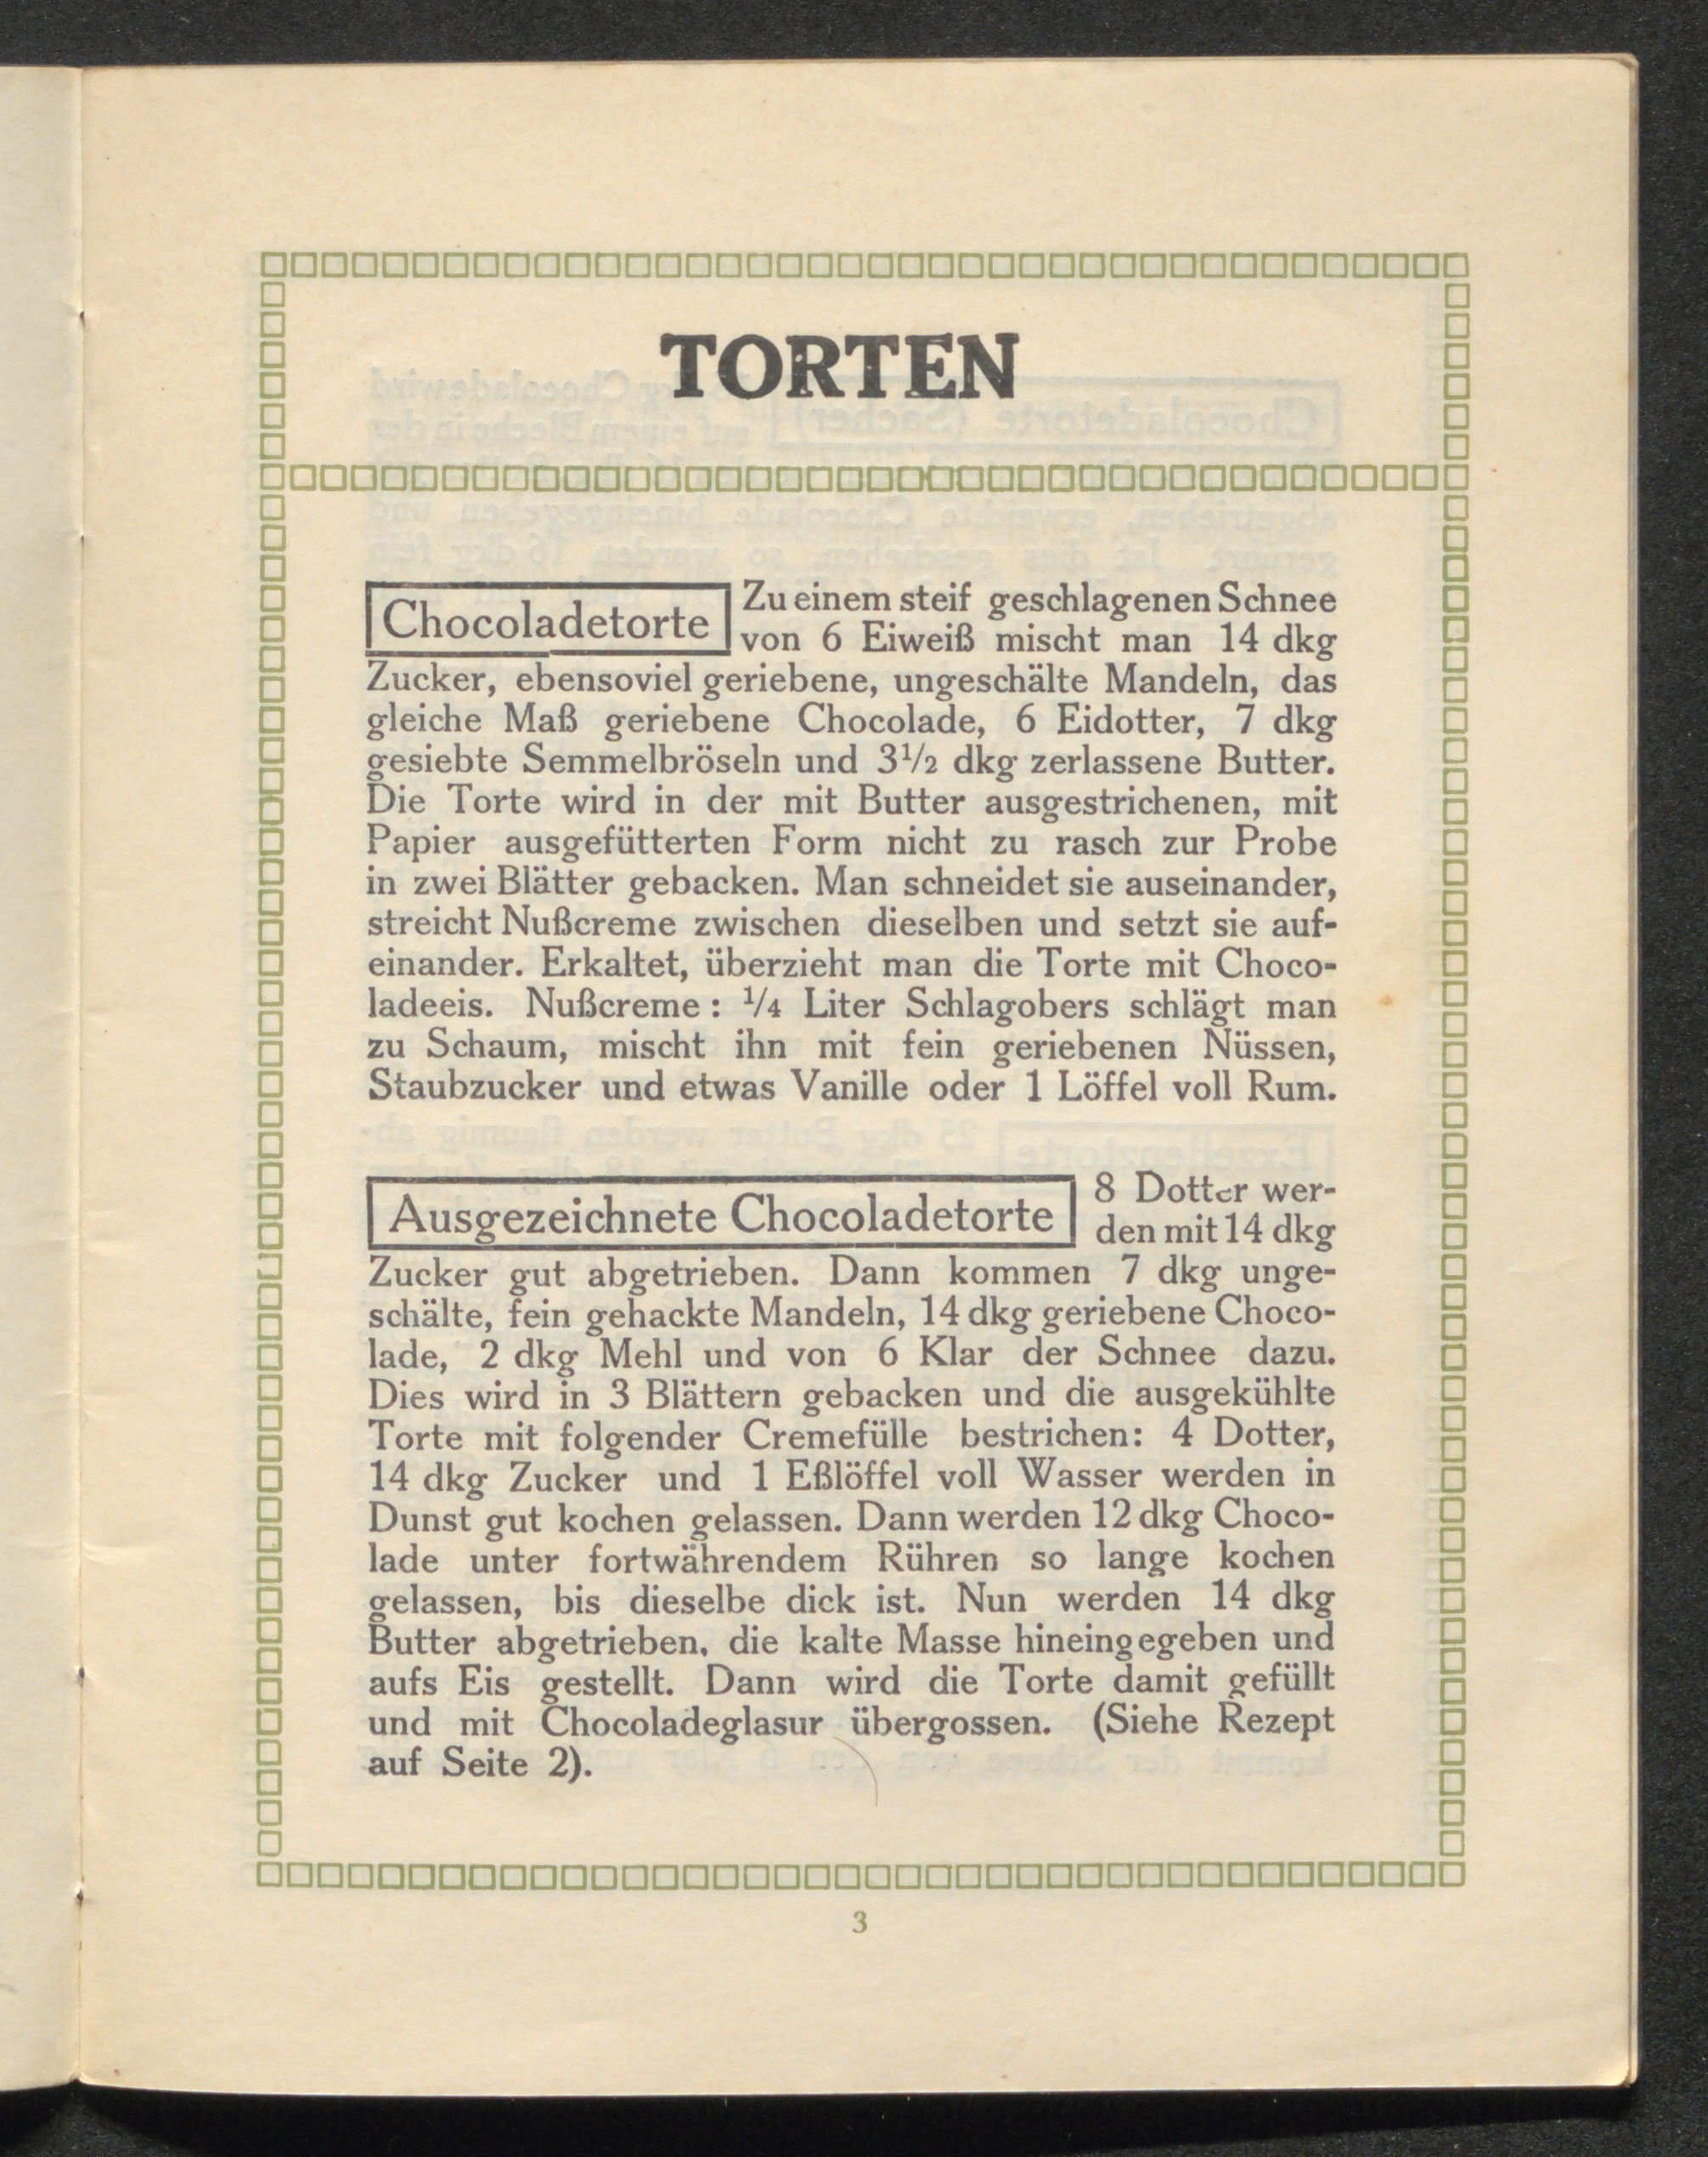 TORTEN
Chocoladetorte
Zu einem steif geschlagenen Schnee
von 6 Eiweiß mischt man 14 dkg
Zucker, ebensoviel geriebene, ungeschälte Mandeln, das
gleiche Maß geriebene Chocolade, 6 Eidotter, 7 dkg
gesiebte Semmelbröseln und 3½ dkg zerlassene Butter.
Die Torte wird in der mit Butter ausgestrichenen, mit
Papier ausgefütterten Form nicht zu rasch zur Probe
in zwei Blätter gebacken. Man schneidet sie auseinander,
streicht Nußcreme zwischen dieselben und setzt sie auf-
einander. Erkaltet, überzieht man die Torte mit Choco-
ladeeis. Nußcreme: ¼ Liter Schlagobers schlägt man
zu Schaum, mischt ihn mit fein geriebenen Nüssen,
Staubzucker und etwas Vanille oder 1 Löffel voll Rum.
Ausgezeichnete Chocoladetorte
8 Dotter wer-
den mit 14 dkg
Zucker gut abgetrieben. Dann kommen 7 dkg unge-
schälte, fein gehackte Mandeln, 14 dkg geriebene Choco-
lade, 2 dkg Mehl und von 6 Klar der Schnee dazu.
Dies wird in 3 Blättern gebacken und die ausgekühlte
Torte mit folgender Cremefülle bestrichen: 4 Dotter,
14 dkg Zucker und 1 Eßlöffel voll Wasser werden in
Dunst gut kochen gelassen. Dann werden 12 dkg Choco-
lade unter fortwährendem Rühren so lange kochen
gelassen, bis dieselbe dick ist. Nun werden 14 dkg
Butter abgetrieben, die kalte Masse hineingegeben und
aufs Eis gestellt. Dann wird die Torte damit gefüllt
und mit Chocoladeglasur übergossen. (Siehe Rezept
auf Seite 2).
3